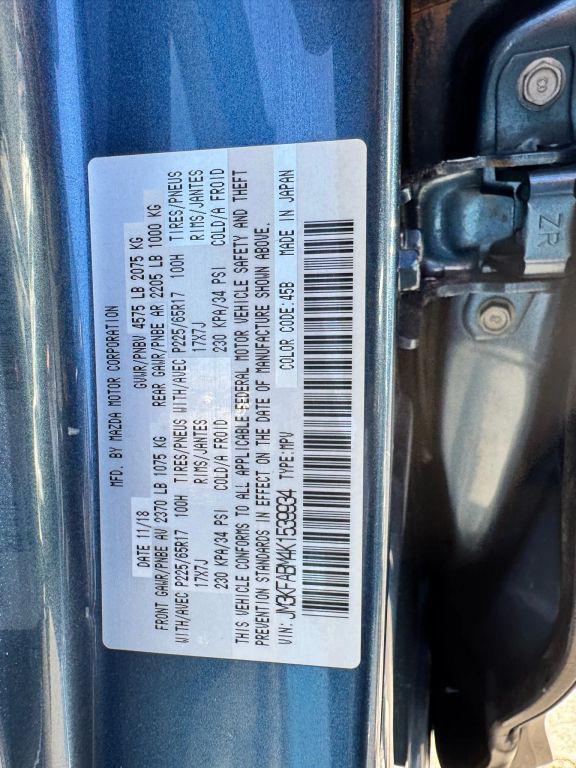 MFD. BY MAZDA MOTOR CORPORATION
DATE 11/18 GVWR/PNBV 4575 LB 2075 KG
FRONT GAWR/PNBE AV 2370 LB 1075 KG REAR GAWR/PNBE AR 2205 LB 1000 KG
WITH/AVEC P225/65R17 100H TIRES/PNEUS WITH/AVEC P225/65R17 100H TIRES/PNEUS
17X7J RIMS/JANTES 17X7J RIMS/JANTES
230 KPA/34 PSI COLD/A FROID 230 KPA/34 PSI COLD/A FROID
THIS VEHICLE CONFORMS TO ALL APPLICABLE FEDERAL MOTOR VEHICLE SAFETY AND THEFT
PREVENTION STANDARDS IN EFFECT ON THE DATE OF MANUFACTURE SHOWN ABOVE.
VIN: JM3KFABM4K1539934 TYPE: MPV COLOR CODE: 45B MADE IN JAPAN
ZR